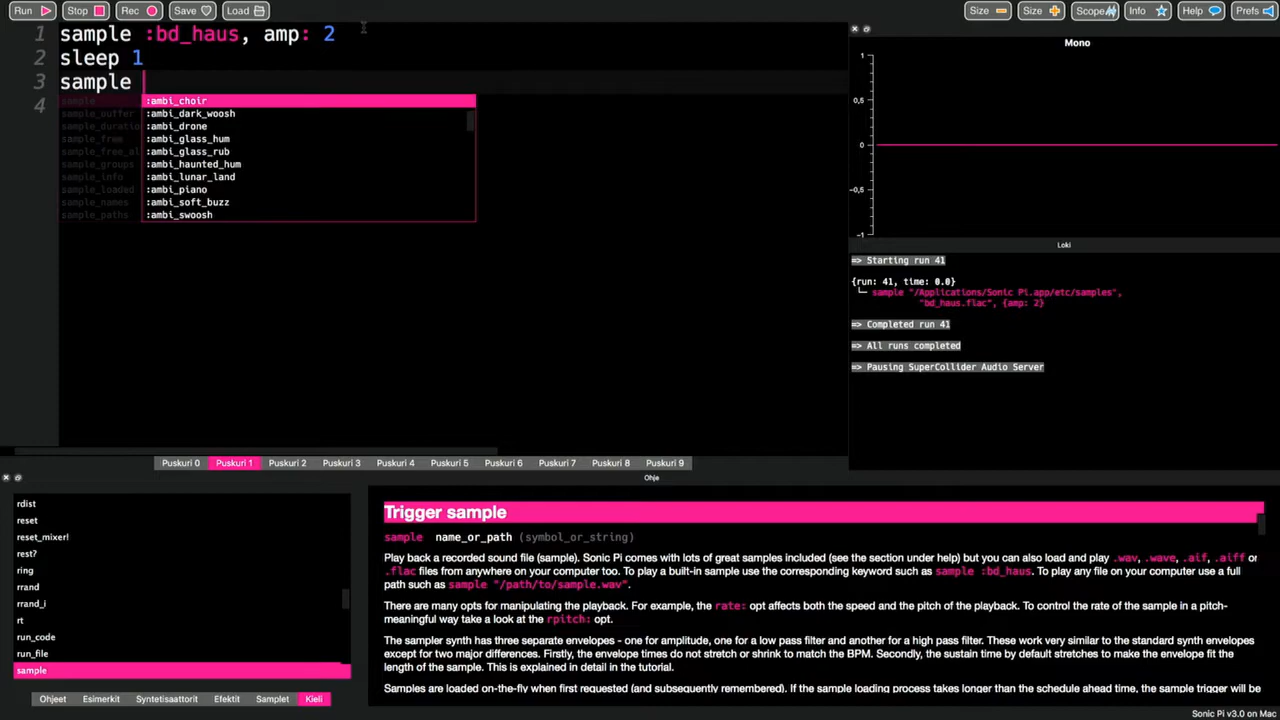 Run Stop Rec Save Load Size Size Scope Info Help Prefs
1 sample :bd_haus, amp: 2
2 sleep 1
3 sample
4
sample
sample_buffer
sample_duratio
sample_free
sample_free_al
sample_groups
sample_info
sample_loaded
sample_names
sample_paths
:ambi_choir
:ambi_dark_woosh
:ambi_drone
:ambi_glass_hum
:ambi_glass_rub
:ambi_haunted_hum
:ambi_lunar_land
:ambi_piano
:ambi_soft_buzz
:ambi_swoosh
Mono
1
0,5
0
-0,5
-1
Loki
=> Starting run 41
{run: 41, time: 0.0}
sample "/Applications/Sonic Pi.app/etc/samples",
"bd_haus.flac", {amp: 2}
=> Completed run 41
=> All runs completed
=> Pausing SuperCollider Audio Server
Puskuri 0 Puskuri 1 Puskuri 2 Puskuri 3 Puskuri 4 Puskuri 5 Puskuri 6 Puskuri 7 Puskuri 8 Puskuri 9
Ohje
rdist
reset
reset_mixer!
rest?
ring
rrand
rrand_i
rt
run_code
run_file
sample
Ohjeet Esimerkit Syntetisaattorit Efektit Samplet Kieli
Trigger sample
sample name_or_path (symbol_or_string)
Play back a recorded sound file (sample). Sonic Pi comes with lots of great samples included (see the section under help) but you can also load and play .wav, .wave, .aif, .aiff or
.flac files from anywhere on your computer too. To play a built-in sample use the corresponding keyword such as sample :bd_haus. To play any file on your computer use a full
path such as sample "/path/to/sample.wav".
There are many opts for manipulating the playback. For example, the rate: opt affects both the speed and the pitch of the playback. To control the rate of the sample in a pitch-
meaningful way take a look at the rpitch: opt.
The sampler synth has three separate envelopes - one for amplitude, one for a low pass filter and another for a high pass filter. These work very similar to the standard synth envelopes
except for two major differences. Firstly, the envelope times do not stretch or shrink to match the BPM. Secondly, the sustain time by default stretches to make the envelope fit the
length of the sample. This is explained in detail in the tutorial.
Samples are loaded on-the-fly when first requested (and subsequently remembered). If the sample loading process takes longer than the schedule ahead time, the sample trigger will be
Sonic Pi v3.0 on Mac